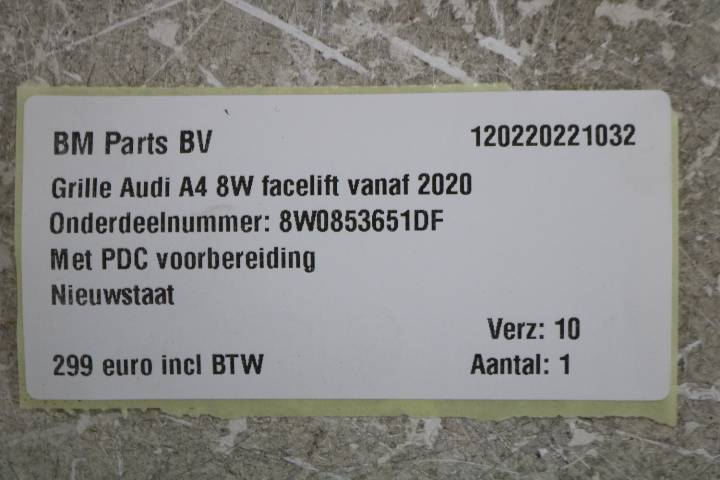 BM Parts BV 120220221032
Grille Audi A4 8W facelift vanaf 2020
Onderdeelnummer: 8W0853651DF
Met PDC voorbereiding
Nieuwstaat
Verz: 10
299 euro incl BTW Aantal: 1